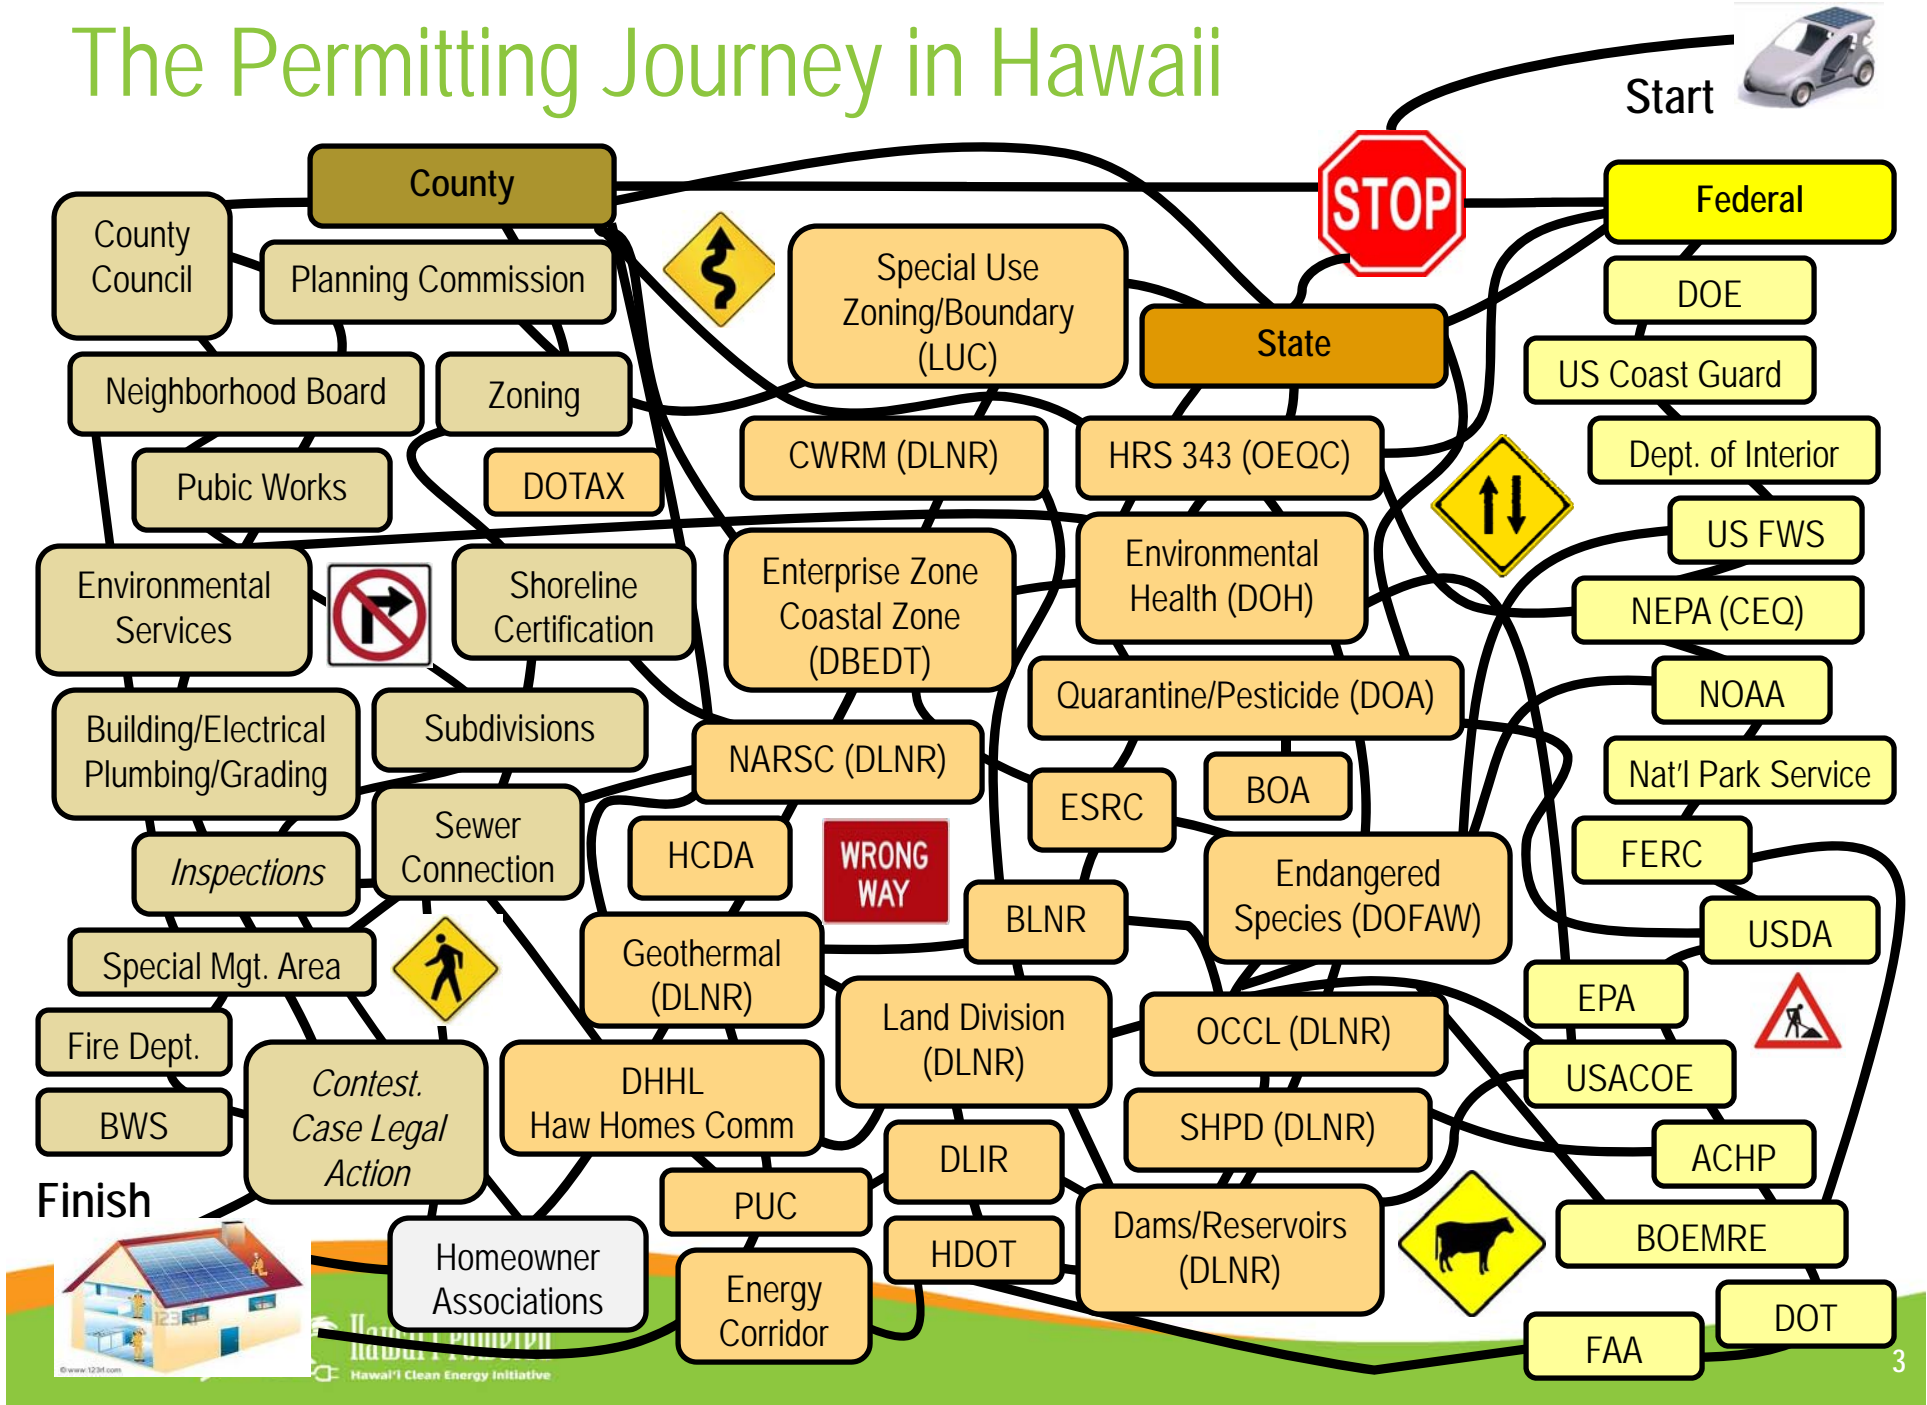 The Permitting Journey in Hawaii
Start
STOP
County
Federal
County
Council
Planning Commission
Special Use
Zoning/Boundary
(LUC)
State
DOE
US Coast Guard
Neighborhood Board
Zoning
CWRM (DLNR)
HRS 343 (OEQC)
Dept. of Interior
Pubic Works
DOTAX
US FWS
Environmental
Services
Shoreline
Certification
Enterprise Zone
Coastal Zone
(DBEDT)
Environmental
Health (DOH)
NEPA (CEQ)
Quarantine/Pesticide (DOA)
NOAA
Building/Electrical
Plumbing/Grading
Subdivisions
NARSC (DLNR)
BOA
Nat'l Park Service
ESRC
Sewer
Connection
HCDA
WRONG
WAY
Inspections
Endangered
Species (DOFAW)
FERC
BLNR
USDA
Special Mgt. Area
Geothermal
(DLNR)
Land Division
(DLNR)
OCCL (DLNR)
EPA
Fire Dept.
Contest.
Case Legal
Action
DHHL
Haw Homes Comm
USACOE
BWS
SHPD (DLNR)
DLIR
ACHP
Finish
PUC
Dams/Reservoirs
(DLNR)
HDOT
BOEMRE
Homeowner
Associations
Energy
Corridor
DOT
FAA
123RF
© www.123rf.com
Hawai'i Powered
Hawai'i Clean Energy Initiative
3